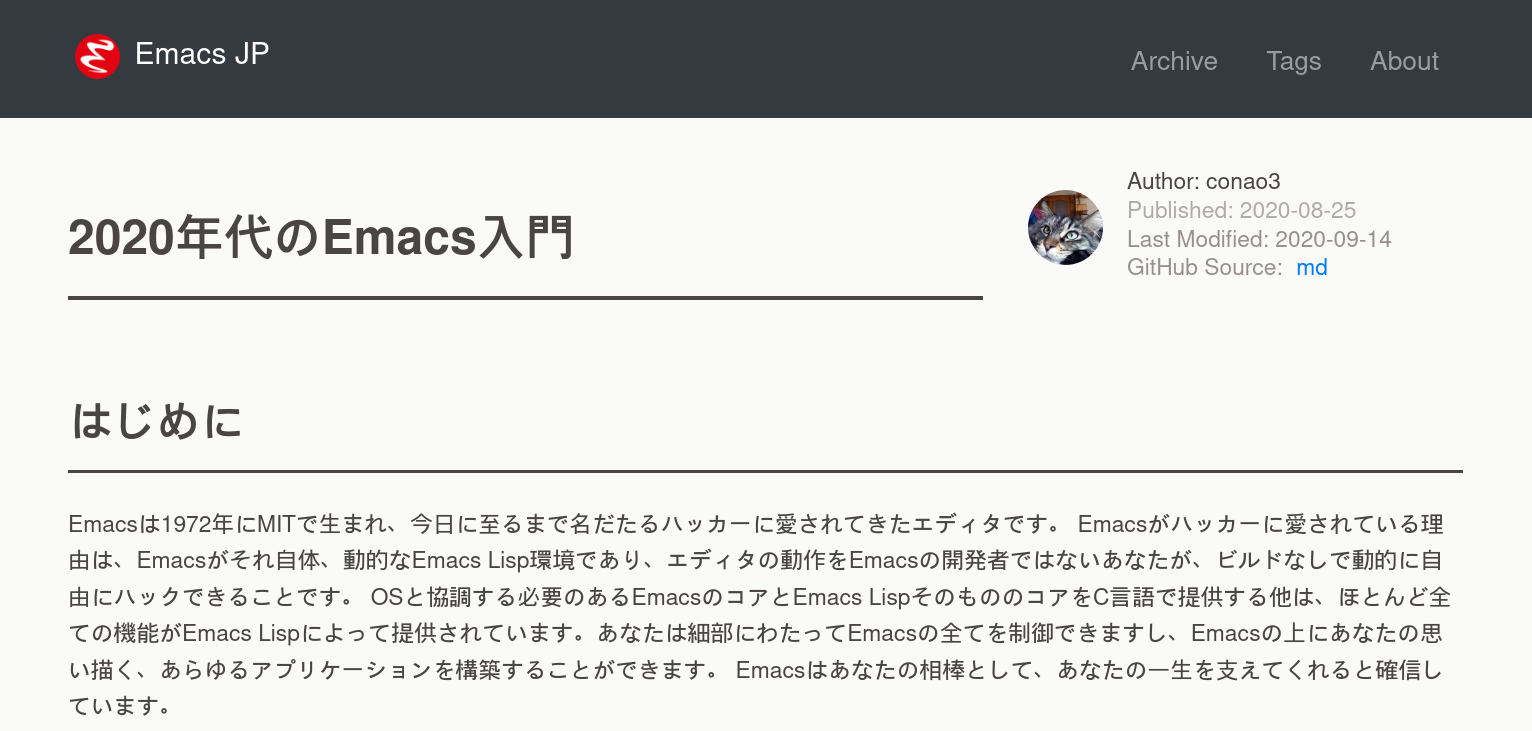 Emacs JP
Archive Tags About
2020年代のEmacs入門
Author: conao3
Published: 2020-08-25
Last Modified: 2020-09-14
GitHub Source: md
はじめに
Emacsは1972年にMITで生まれ、今日に至るまで名だたるハッカーに愛されてきたエディタです。 Emacsがハッカーに愛されている理
由は、Emacsがそれ自体、動的なEmacs Lisp環境であり、エディタの動作をEmacsの開発者ではないあなたが、ビルドなしで動的に自
由にハックできることです。 OSと協調する必要のあるEmacsのコアとEmacs LispそのもののコアをC言語で提供する他は、ほとんど全
ての機能がEmacs Lispによって提供されています。あなたは細部にわたってEmacsの全てを制御できますし、Emacsの上にあなたの思
い描く、あらゆるアプリケーションを構築することができます。 Emacsはあなたの相棒として、あなたの一生を支えてくれると確信し
ています。